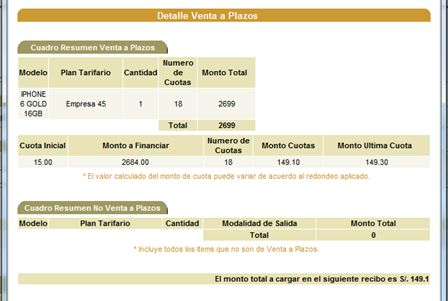 Detalle Venta a Plazos
Cuadro Resumen Venta a Plazos
Modelo Plan Tarifario Cantidad Numero de Cuotas Monto Total
IPHONE 6 GOLD 16GB Empresa 45 1 18 2699
Total 2699
Cuota Inicial Monto a Financiar Numero de Cuotas Monto Cuotas Monto Ultima Cuota
15.00 2684.00 18 149.10 149.30
* El valor calculado del monto de cuota puede variar de acuerdo al redondeo aplicado.
Cuadro Resumen No Venta a Plazos
Modelo Plan Tarifario Cantidad Modalidad de Salida Monto Total
Total 0
* Incluye todos los Items que no son de Venta a Plazos.
El monto total a cargar en el siguiente recibo es S/. 149.1